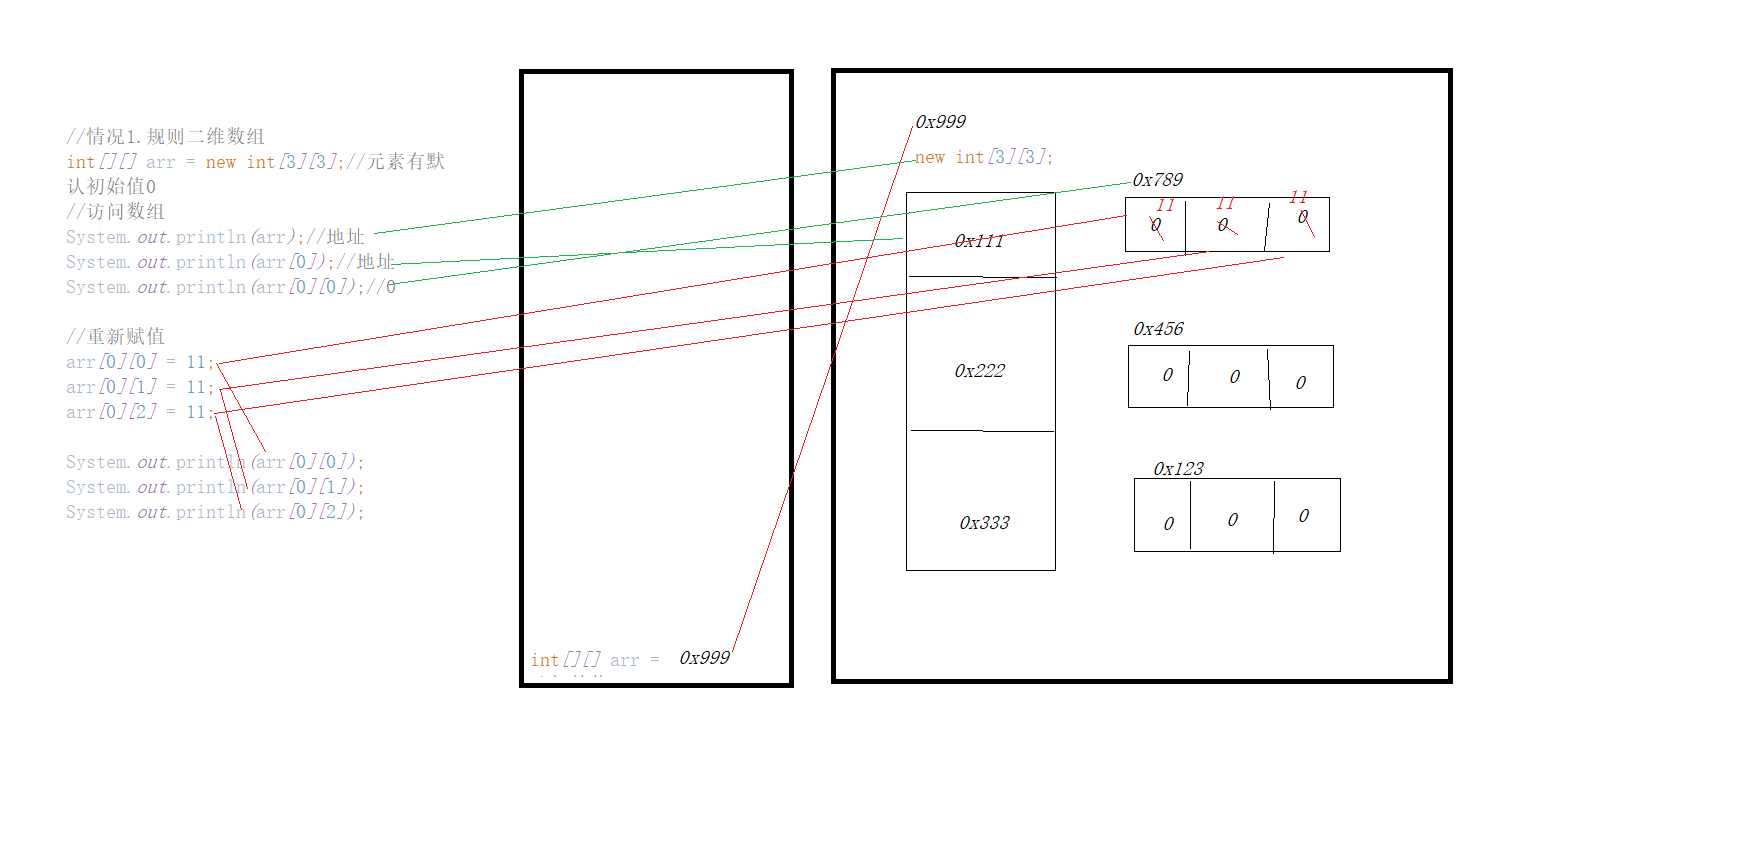 //情况1.规则二维数组
int[][] arr = new int[3][3];//元素有默
认初始值0
//访问数组
System.out.println(arr);//地址
System.out.println(arr[0]);//地址
System.out.println(arr[0][0]);//0
//重新赋值
arr[0][0] = 11;
arr[0][1] = 11;
arr[0][2] = 11;
System.out.println(arr[0][0]);
System.out.println(arr[0][1]);
System.out.println(arr[0][2]);
int[][] arr = 0x999
0x999
new int[3][3];
0x111
0x222
0x333
0x789
11 11 11
0 0 0
0x456
0 0 0
0x123
0 0 0